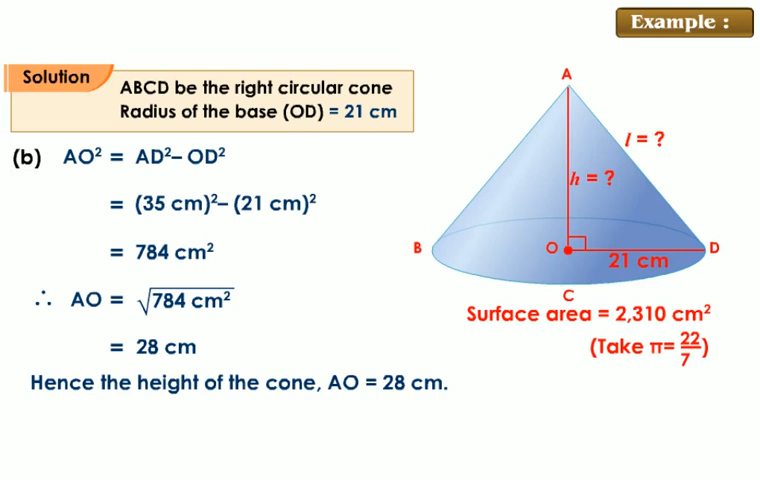 Example :
Solution
ABCD be the right circular cone
Radius of the base (OD) = 21 cm
(b) AO² = AD²– OD²
= (35 cm)²– (21 cm)²
= 784 cm²
∴ AO = √784 cm²
= 28 cm
Hence the height of the cone, AO = 28 cm.
A
l = ?
h = ?
B
O
D
21 cm
C
Surface area = 2,310 cm²
(Take π= 22/7)